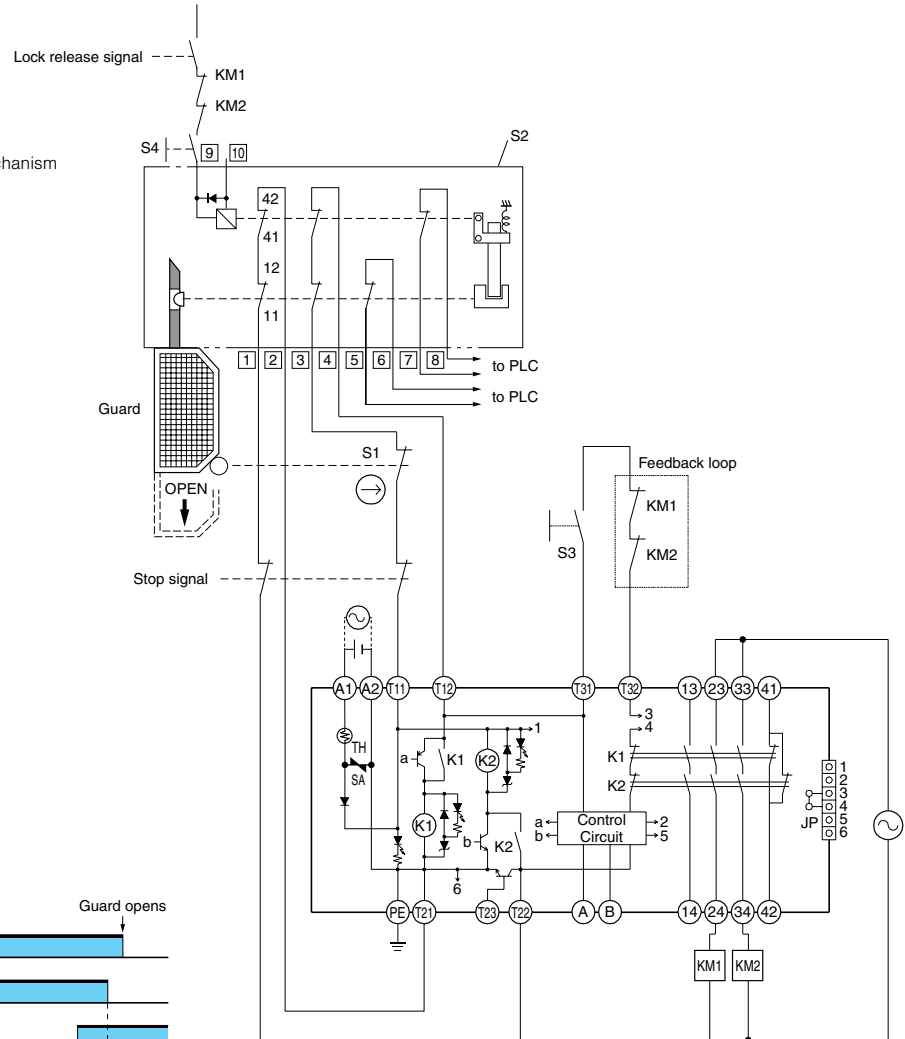 Lock release signal
KM1
KM2
S4
9 10
S2
chanism
42
41
12
11
1 2 3 4 5 6 7 8
to PLC
to PLC
Guard
S1
OPEN
Feedback loop
KM1
S3
KM2
Stop signal
A1 A2 T11 T12 T31 T32 13 23 33 41
3
1
4
TH
a K1 K2 K1
SA
K2
1
2
3
4
5
6
JP
K1
a Control 2
b Circuit 5
b K2
6
PE T21 T23 T22 A B 14 24 34 42
Guard opens
KM1 KM2